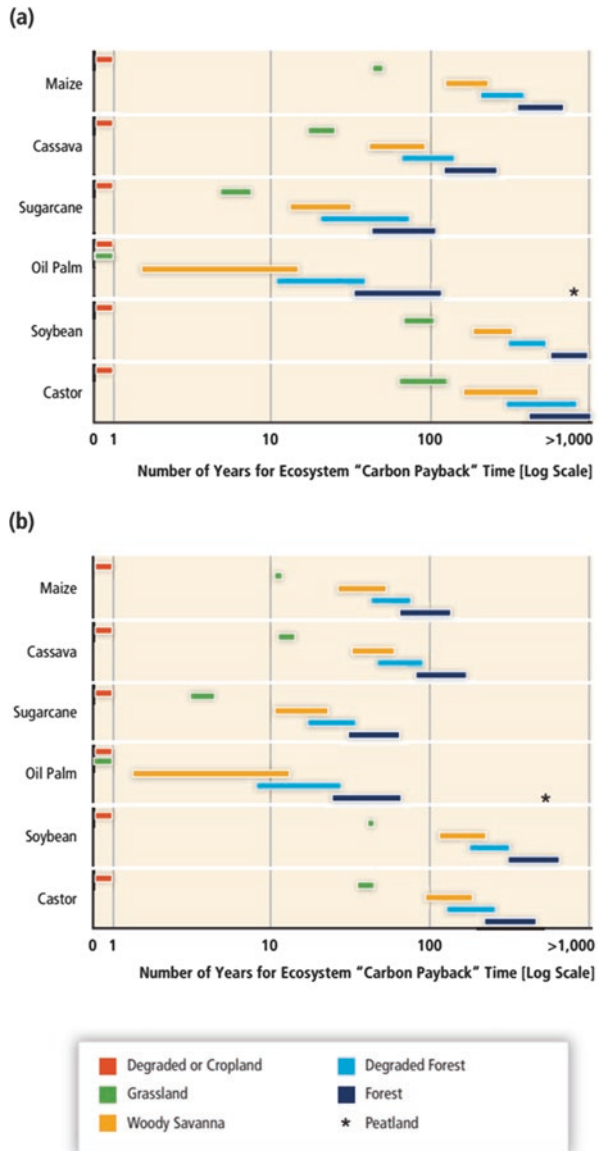 (a)
Maize
Cassava
Sugarcane
Oil Palm
*
Soybean
Castor
0 1 10 100 >1,000
Number of Years for Ecosystem “Carbon Payback” Time [Log Scale]
(b)
Maize
Cassava
Sugarcane
Oil Palm
*
Soybean
Castor
0 1 10 100 >1,000
Number of Years for Ecosystem “Carbon Payback” Time [Log Scale]
Degraded or Cropland
Degraded Forest
Grassland
Forest
Woody Savanna
* Peatland